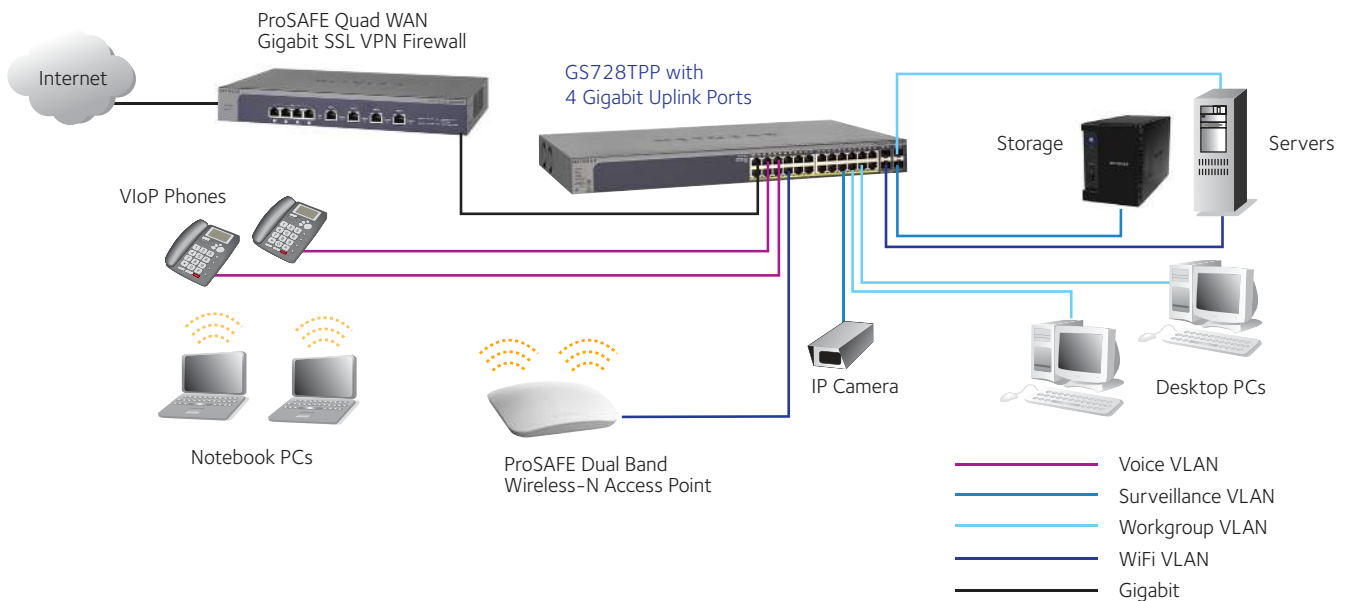 ProSAFE Quad WAN
Gigabit SSL VPN Firewall
Internet
GS728TPP with
4 Gigabit Uplink Ports
NETGEAR
Storage
Servers
VIoP Phones
IP Camera
Desktop PCs
Notebook PCs
ProSAFE Dual Band
Wireless-N Access Point
Voice VLAN
Surveillance VLAN
Workgroup VLAN
WiFi VLAN
Gigabit